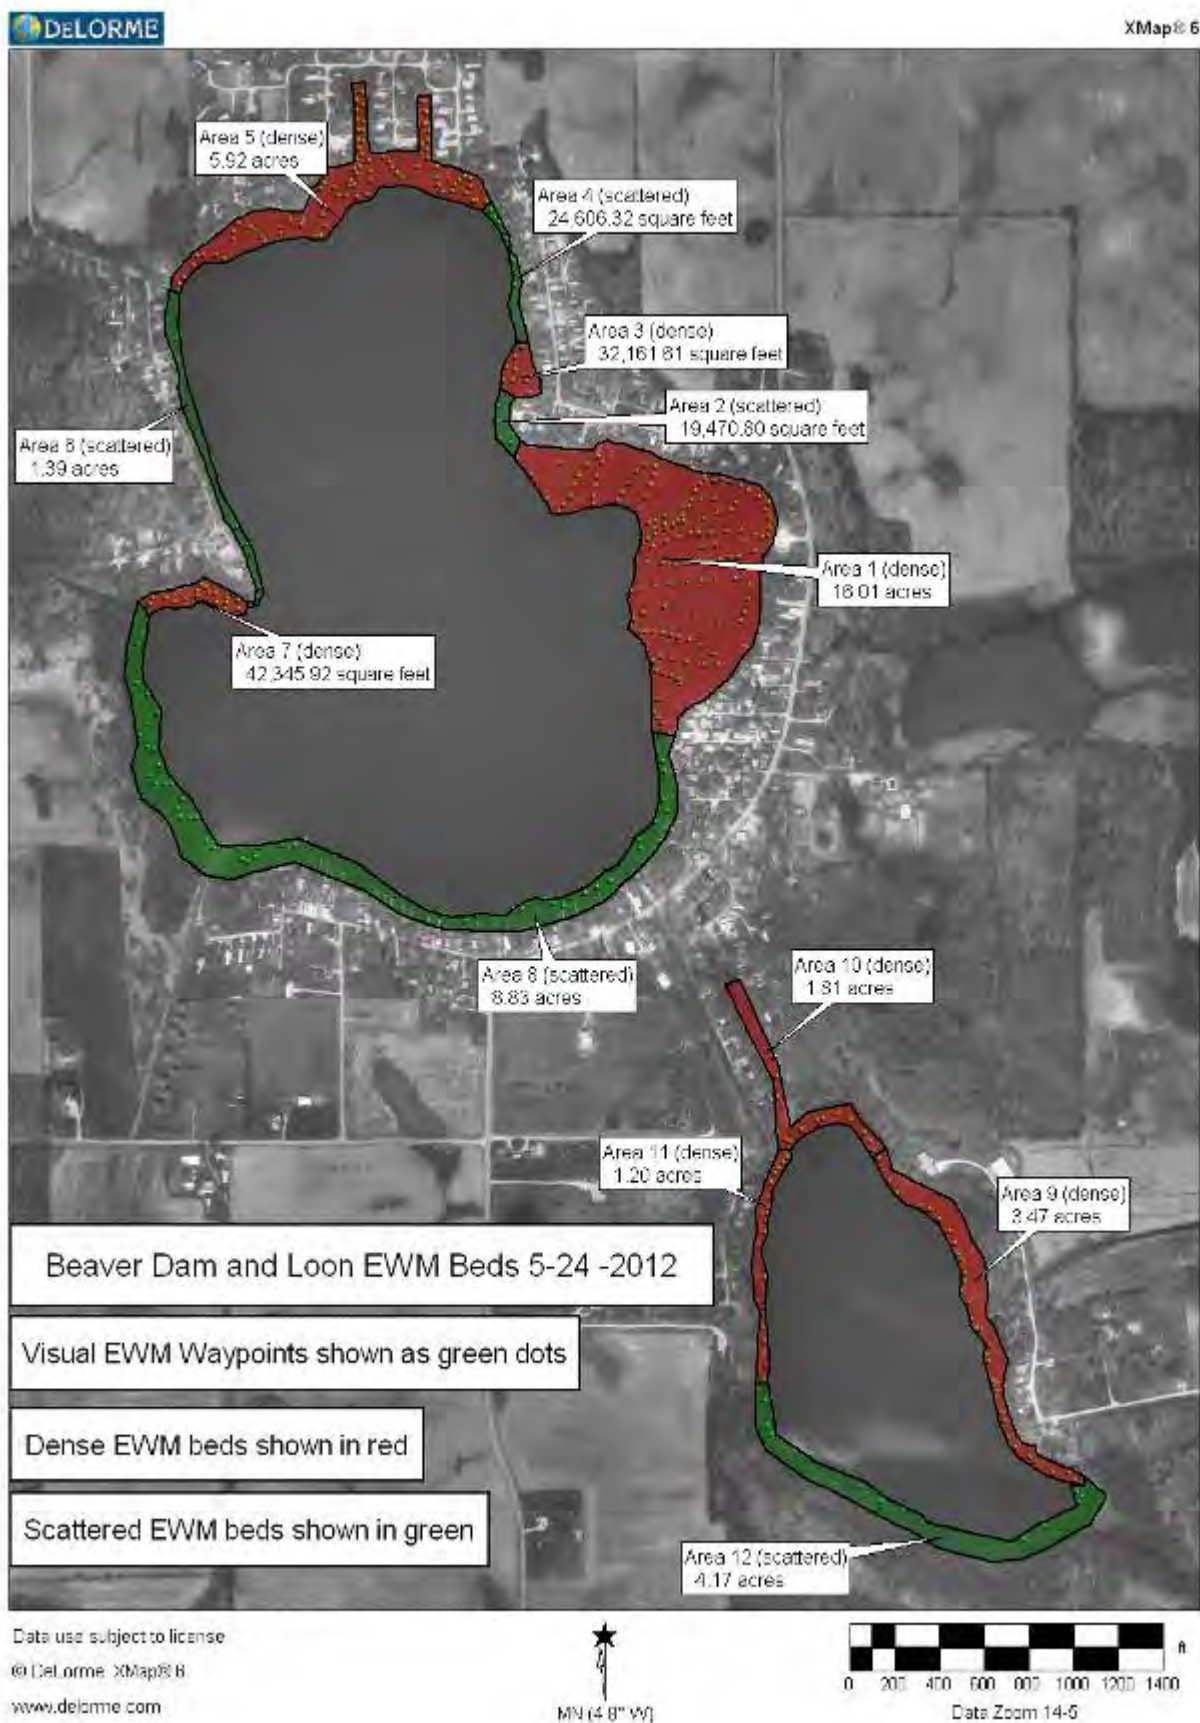 DELORME
XMap® 6
Area 5 (dense)
5.92 acres
Area 4 (scattered)
24,606.32 square feet
Area 3 (dense)
32,161.61 square feet
Area 2 (scattered)
19,470.80 square feet
Area 6 (scattered)
1.39 acres
Area 1 (dense)
16.01 acres
Area 7 (dense)
42,345.92 square feet
Area 8 (scattered)
8.83 acres
Area 10 (dense)
1.81 acres
Area 11 (dense)
1.20 acres
Area 9 (dense)
3.47 acres
Beaver Dam and Loon EWM Beds 5-24 -2012
Visual EWM Waypoints shown as green dots
Dense EWM beds shown in red
Scattered EWM beds shown in green
Area 12 (scattered)
4.17 acres
Data use subject to license
© DeLorme. XMap® 6.
www.delorme.com
MN (4.8° W)
ft
0 200 400 600 800 1000 1200 1400
Data Zoom 14-5